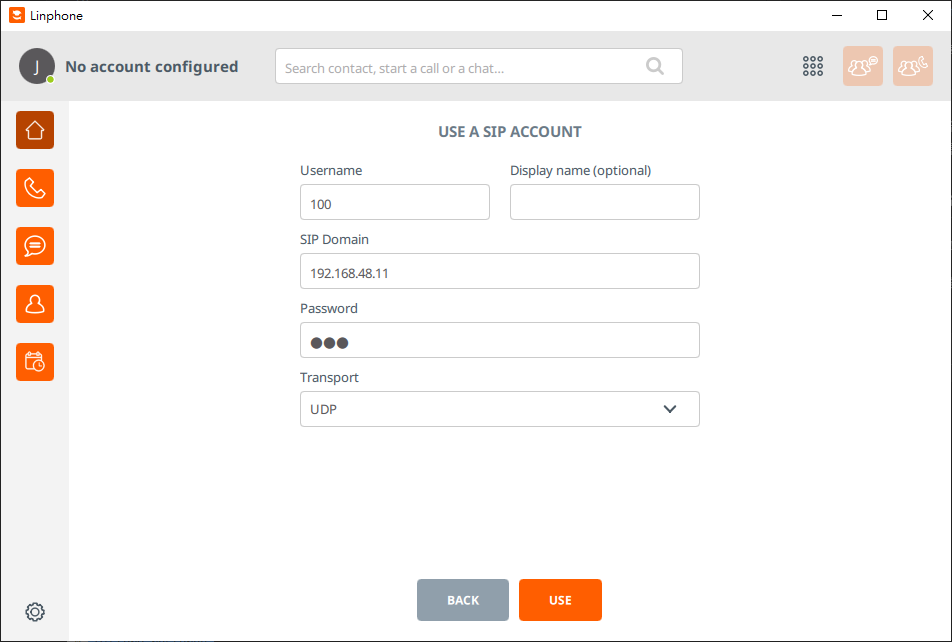 Linphone
J
No account configured
Search contact, start a call or a chat...
USE A SIP ACCOUNT
Username
Display name (optional)
100
SIP Domain
192.168.48.11
Password
●●●
Transport
UDP
BACK
USE